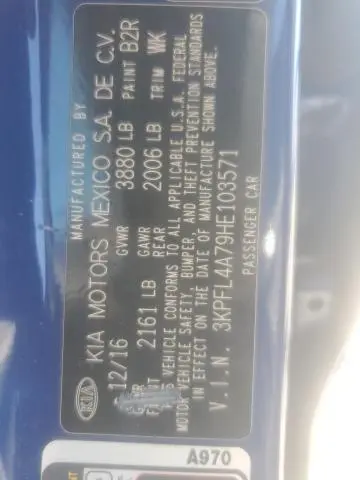 MANUFACTURED BY
KIA MOTORS MEXICO S.A. DE C.V.
KIA
12/16 GVWR 3880 LB PAINT B2R
2161 LB GAWR REAR 2006 LB TRIM WK
VEHICLE CONFORMS TO ALL APPLICABLE U.S.A. FEDERAL
MOTOR VEHICLE SAFETY, BUMPER, AND THEFT PREVENTION STANDARDS
IN EFFECT ON THE DATE OF MANUFACTURE SHOWN ABOVE.
V.I.N. 3KPFL4A79HE103571
PASSENGER CAR
A970